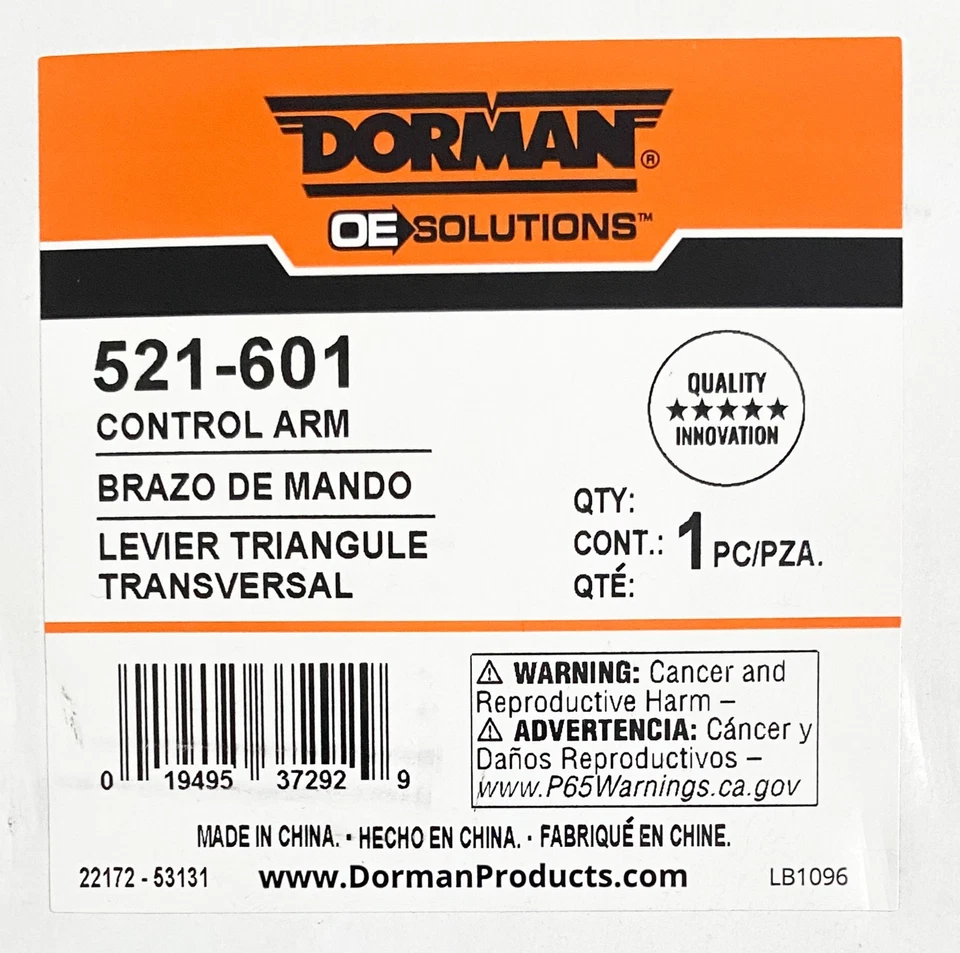 DORMAN®
OE SOLUTIONS™
521-601
CONTROL ARM
BRAZO DE MANDO
LEVIER TRIANGULE
TRANSVERSAL
QUALITY
★★★★★
INNOVATION
QTY:
CONT.: 1 PC/PZA.
QTÉ:
0 19495 37292 9
⚠ WARNING: Cancer and
Reproductive Harm –
⚠ ADVERTENCIA: Cáncer y
Daños Reproductivos –
www.P65Warnings.ca.gov
MADE IN CHINA. · HECHO EN CHINA. · FABRIQUÉ EN CHINE.
22172 - 53131 www.DormanProducts.com LB1096